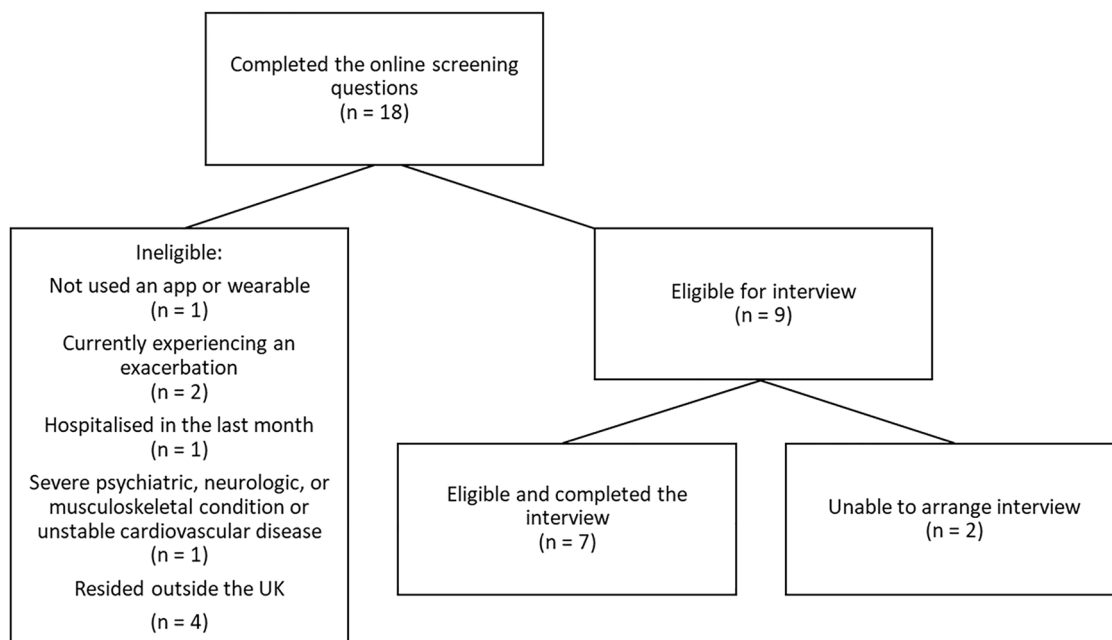 Completed the online screening
questions
(n = 18)
Ineligible:
Not used an app or wearable
(n = 1)
Currently experiencing an
exacerbation
(n = 2)
Hospitalised in the last month
(n = 1)
Severe psychiatric, neurologic, or
musculoskeletal condition or
unstable cardiovascular disease
(n = 1)
Resided outside the UK
(n = 4)
Eligible for interview
(n = 9)
Eligible and completed the
interview
(n = 7)
Unable to arrange interview
(n = 2)